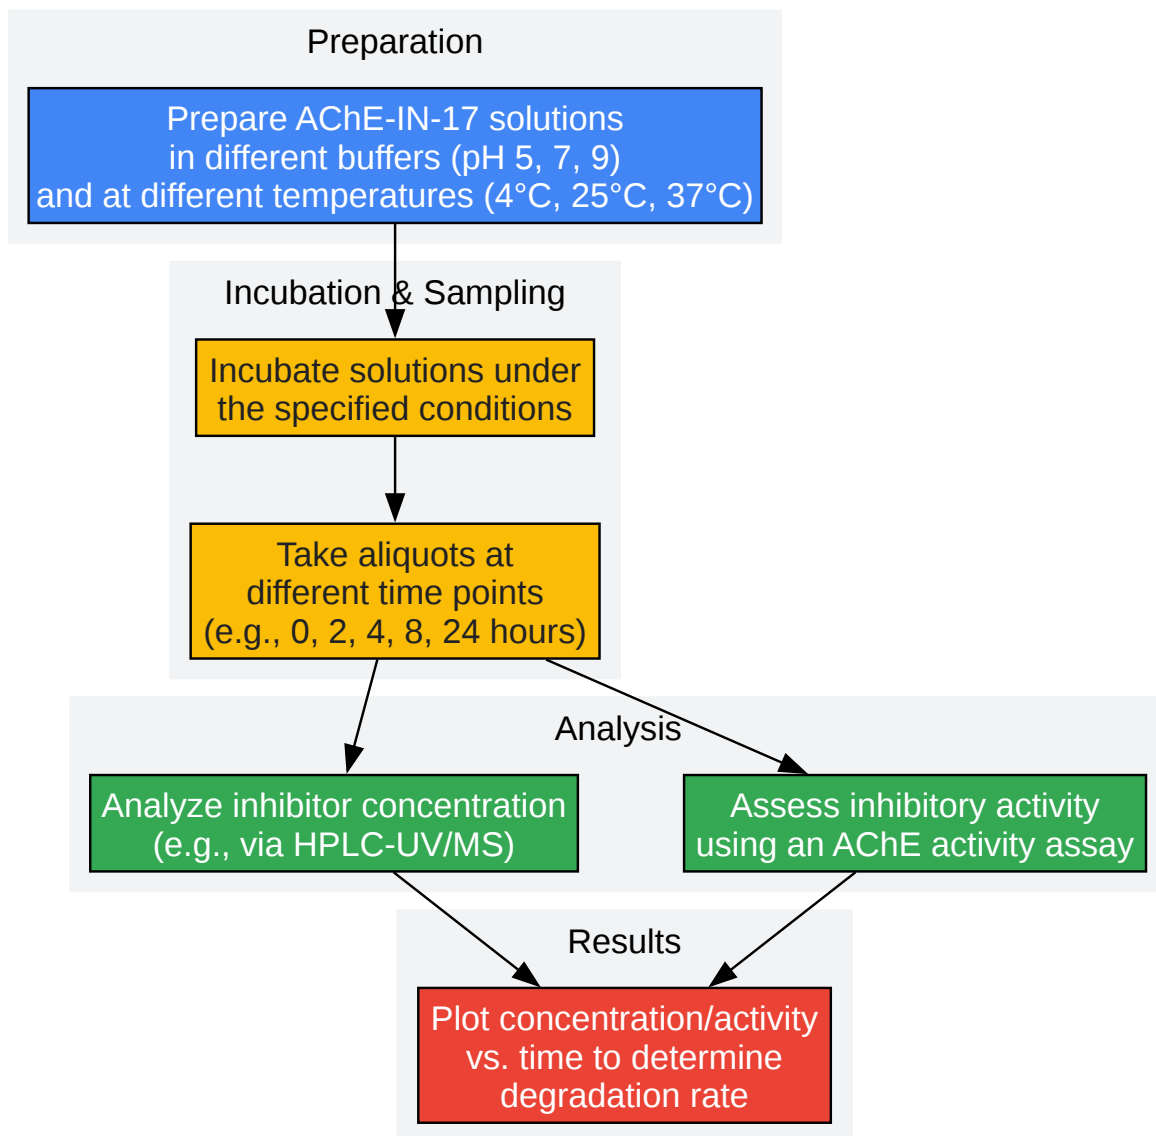 Preparation
Prepare AChE-IN-17 solutions
in different buffers (pH 5, 7, 9)
and at different temperatures (4°C, 25°C, 37°C)
Incubation & Sampling
Incubate solutions under
the specified conditions
Take aliquots at
different time points
(e.g., 0, 2, 4, 8, 24 hours)
Analysis
Analyze inhibitor concentration
(e.g., via HPLC-UV/MS)
Assess inhibitory activity
using an AChE activity assay
Results
Plot concentration/activity
vs. time to determine
degradation rate